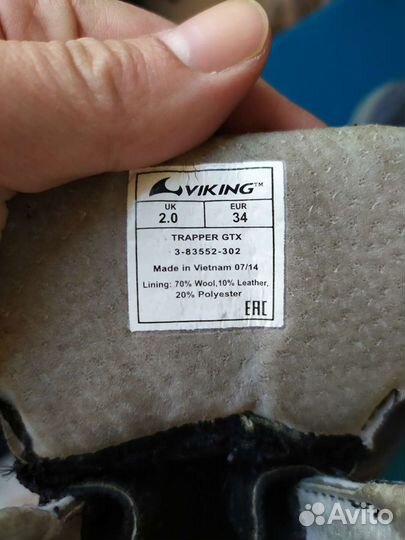 VIKING™
UK EUR
2.0 34
TRAPPER GTX
3-83552-302
Made in Vietnam 07/14
Lining: 70% Wool,10% Leather,
20% Polyester
EAC
Avito